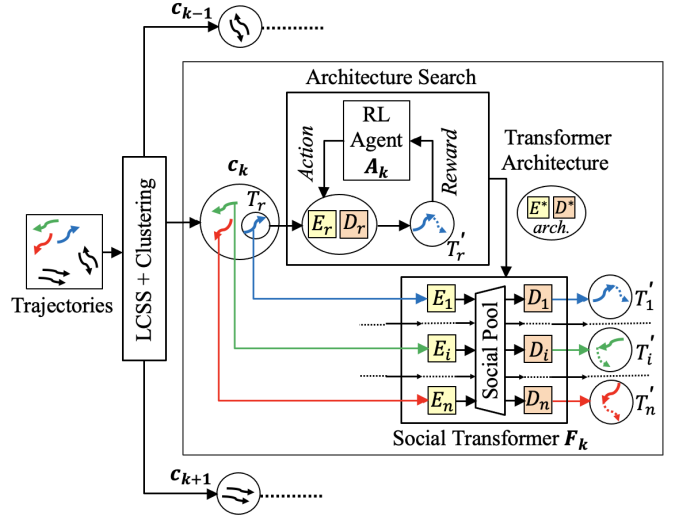 c_{k-1}
Architecture Search
RL
Agent
A_k
Action
Reward
Transformer
Architecture
E* D*
arch.
c_k
T_r
E_r D_r
T_r'
LCSS + Clustering
Trajectories
E_1
D_1
T_1'
Social Pool
E_i
D_i
T_i'
E_n
D_n
T_n'
Social Transformer F_k
c_{k+1}